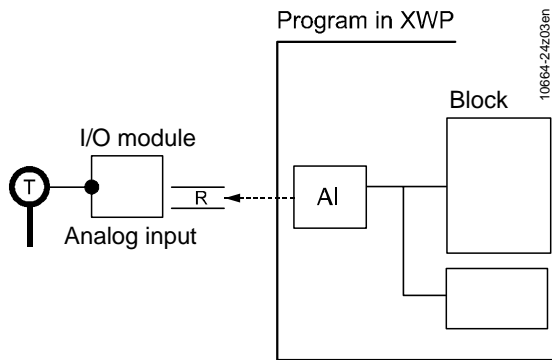 Program in XWP
10664-24z03en
Block
I/O module
T
R
AI
Analog input